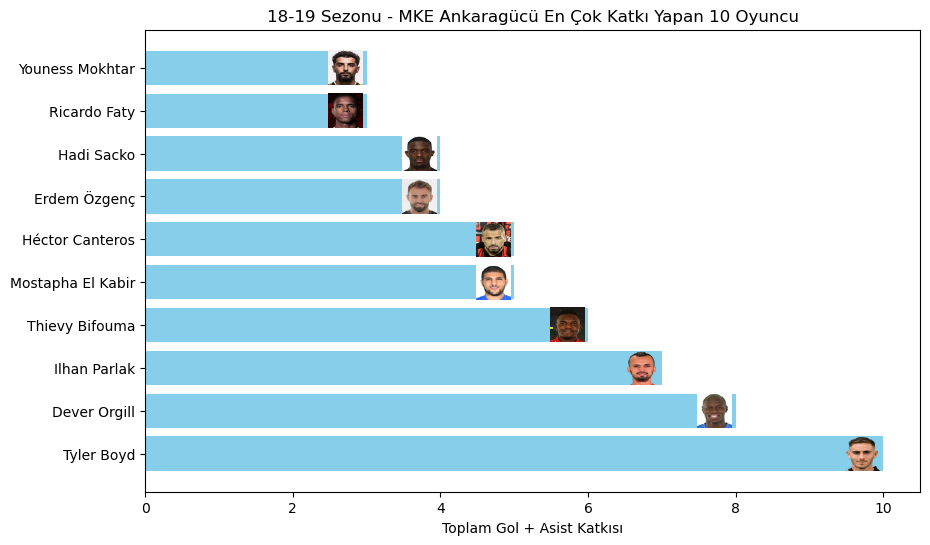 18-19 Sezonu - MKE Ankaragücü En Çok Katkı Yapan 10 Oyuncu
Youness Mokhtar
Ricardo Faty
Hadi Sacko
Erdem Özgenç
Héctor Canteros
Mostapha El Kabir
Thievy Bifouma
Ilhan Parlak
Dever Orgill
Tyler Boyd
0 2 4 6 8 10
Toplam Gol + Asist Katkısı